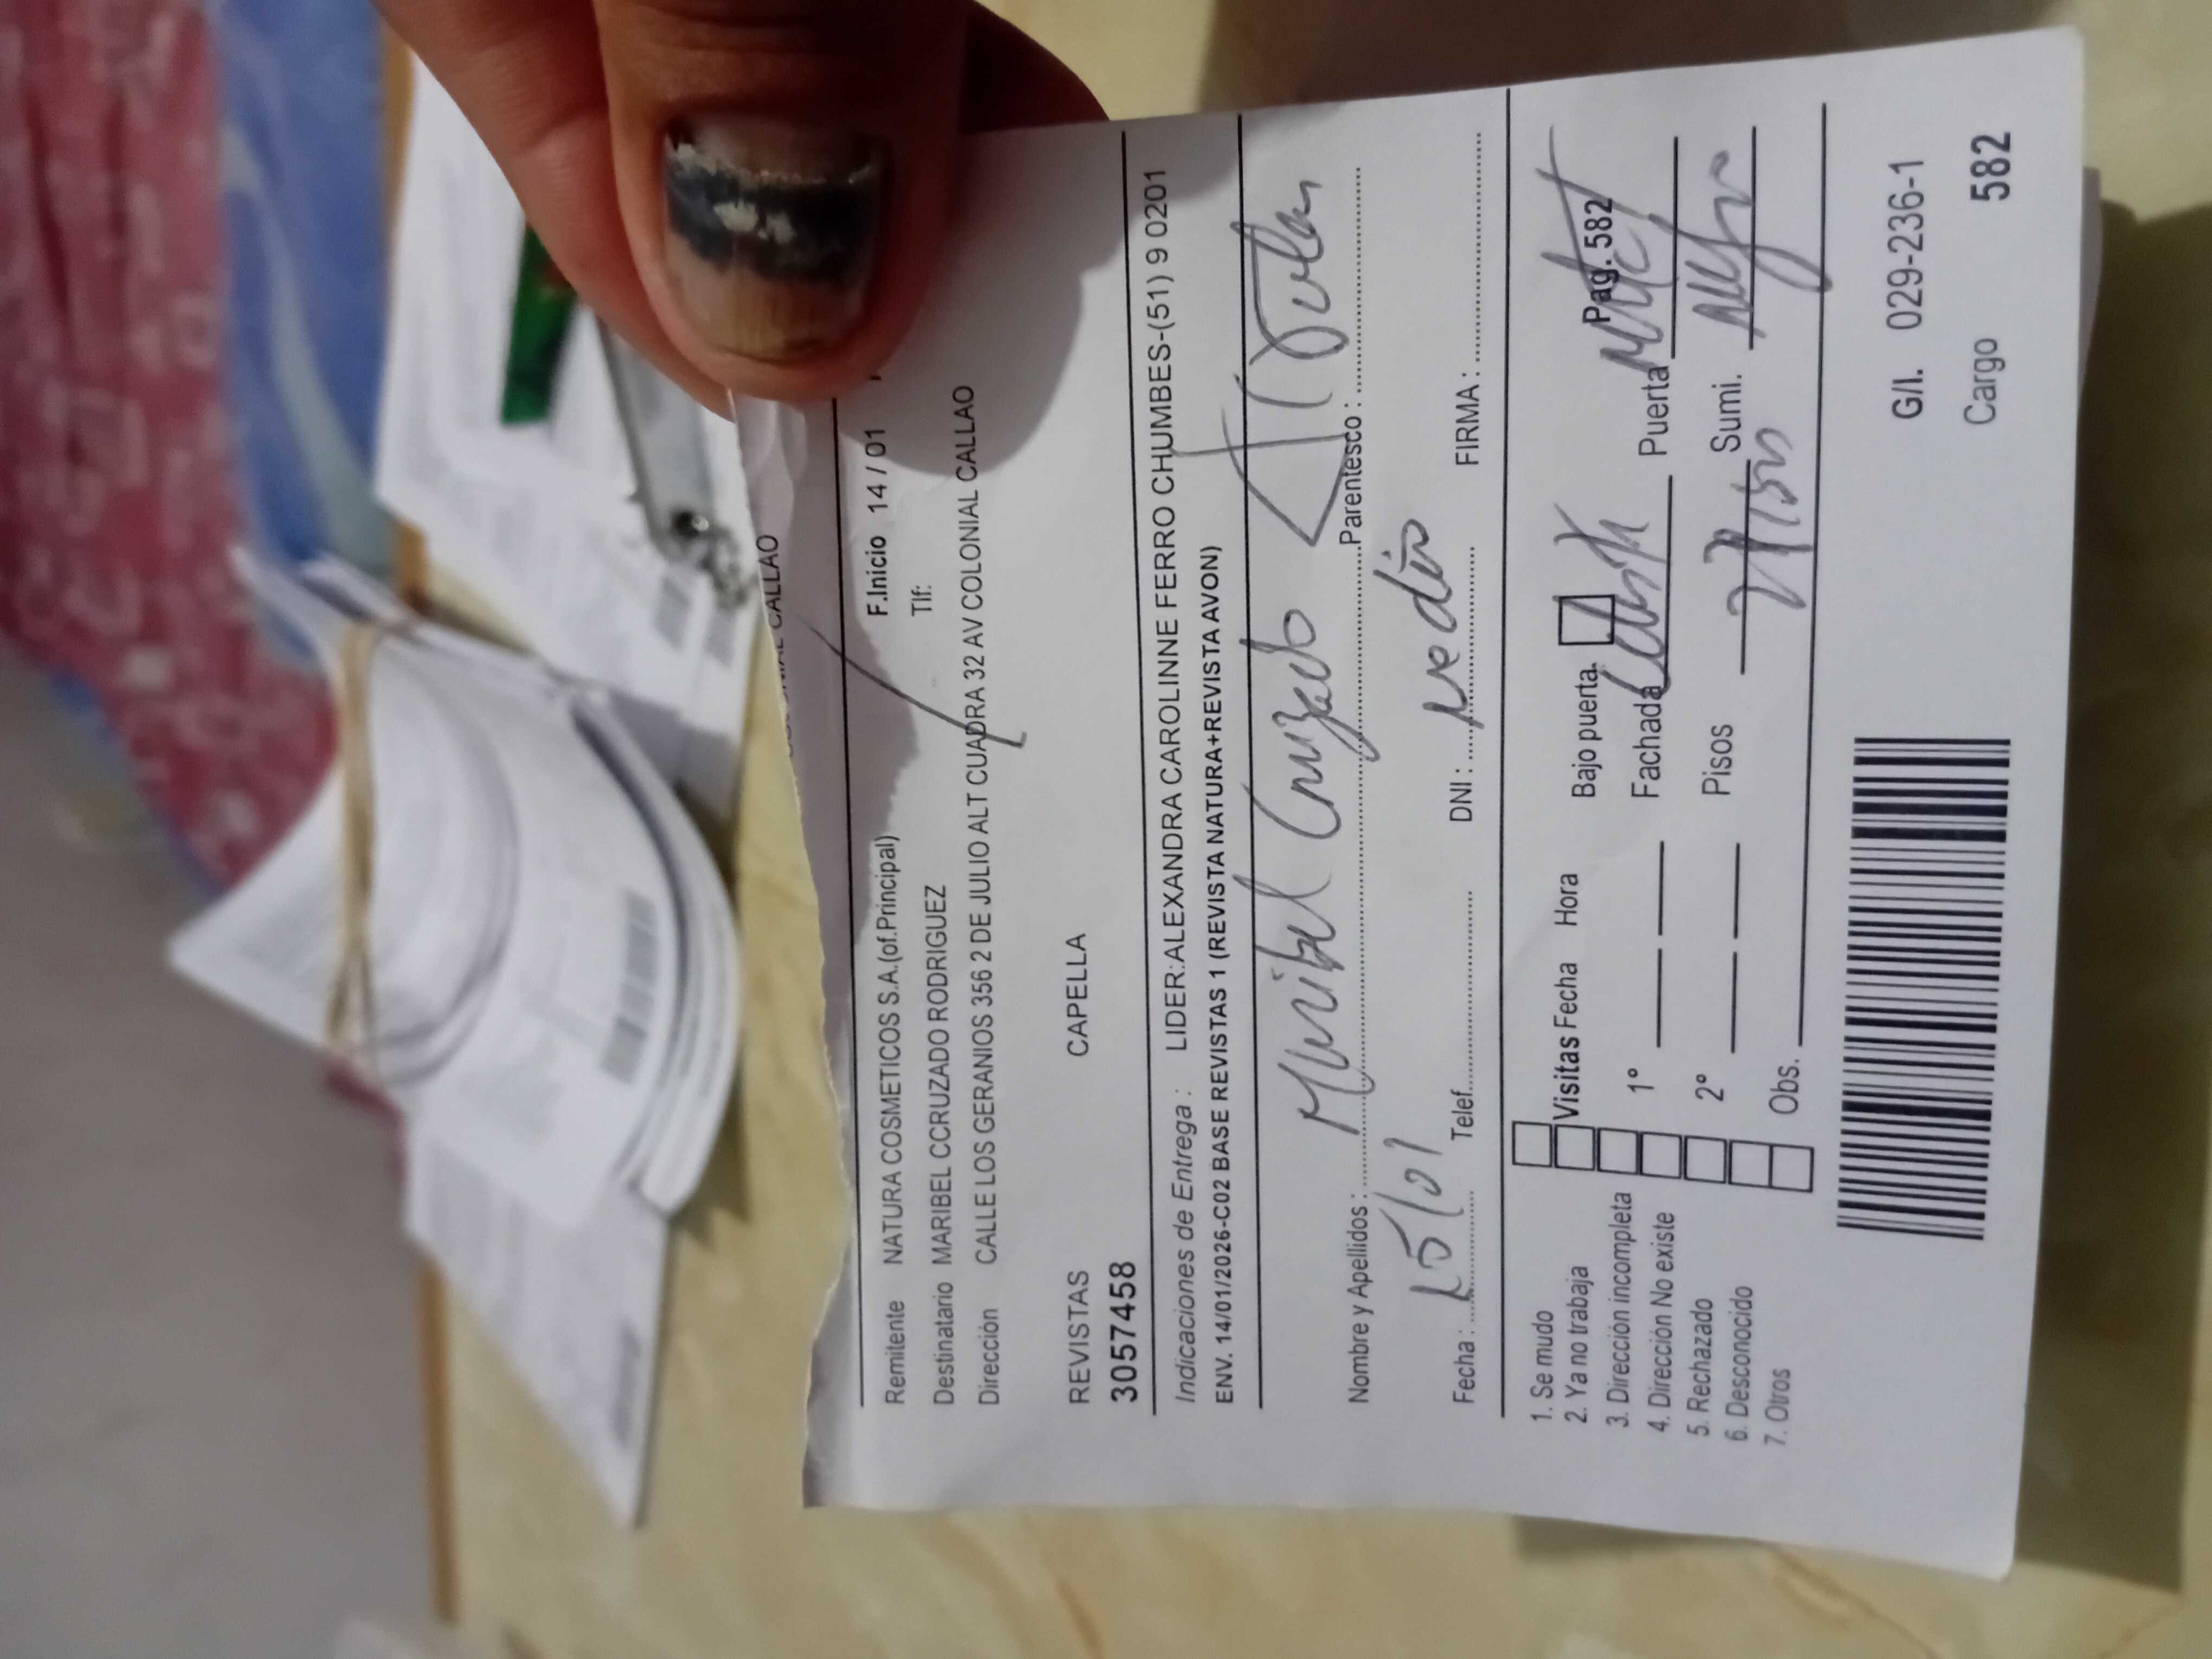 CALLAO
F.Inicio 14 / 01
Remitente NATURA COSMETICOS S.A.(of.Principal) Tlf:
Destinatario MARIBEL CCRUZADO RODRIGUEZ
Dirección CALLE LOS GERANIOS 356 2 DE JULIO ALT CUADRA 32 AV COLONIAL CALLAO
REVISTAS CAPELLA
3057458
Indicaciones de Entrega : LIDER:ALEXANDRA CAROLINNE FERRO CHUMBES-(51) 9 0201
ENV. 14/01/2026-C02 BASE REVISTAS 1 (REVISTA NATURA+REVISTA AVON)
Nombre y Apellidos : Maribel Cruzado Parentesco : Titular
Fecha : 15/01 Telef. DNI : no dio FIRMA :
Pag. 582
1. Se mudo
2. Ya no trabaja Visitas Fecha Hora Bajo puerta.
3. Dirección incompleta 1° Fachada Puerta
4. Dirección No existe
5. Rechazado 2° Pisos Sumi.
6. Desconocido
7. Otros Obs.
G/I. 029-236-1
Cargo 582